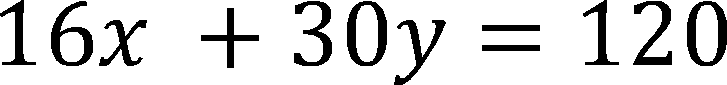 16x + 30y = 120